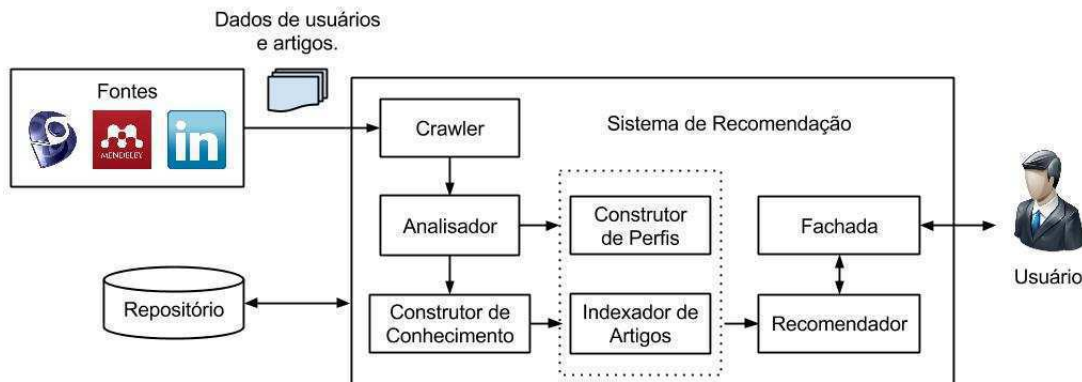 Dados de usuários
e artigos.
Fontes
MENDELEY
in
Crawler
Sistema de Recomendação
Analisador
Construtor
de Perfis
Fachada
Usuário
Repositório
Construtor de
Conhecimento
Indexador de
Artigos
Recomendador